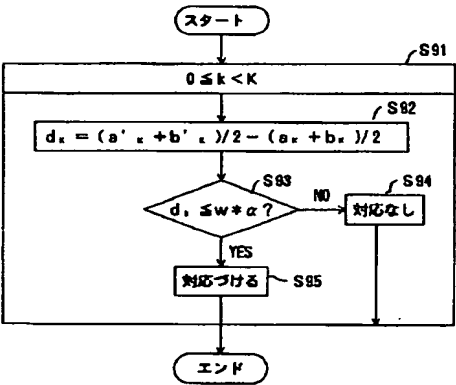 スタート
S91
0≦k<K
S92
dₖ = (a'ₖ+b'ₖ)/2-(aₖ+bₖ)/2
S93
dₖ≦w*α?
NO
S94
対応なし
YES
対応づける
S95
エンド